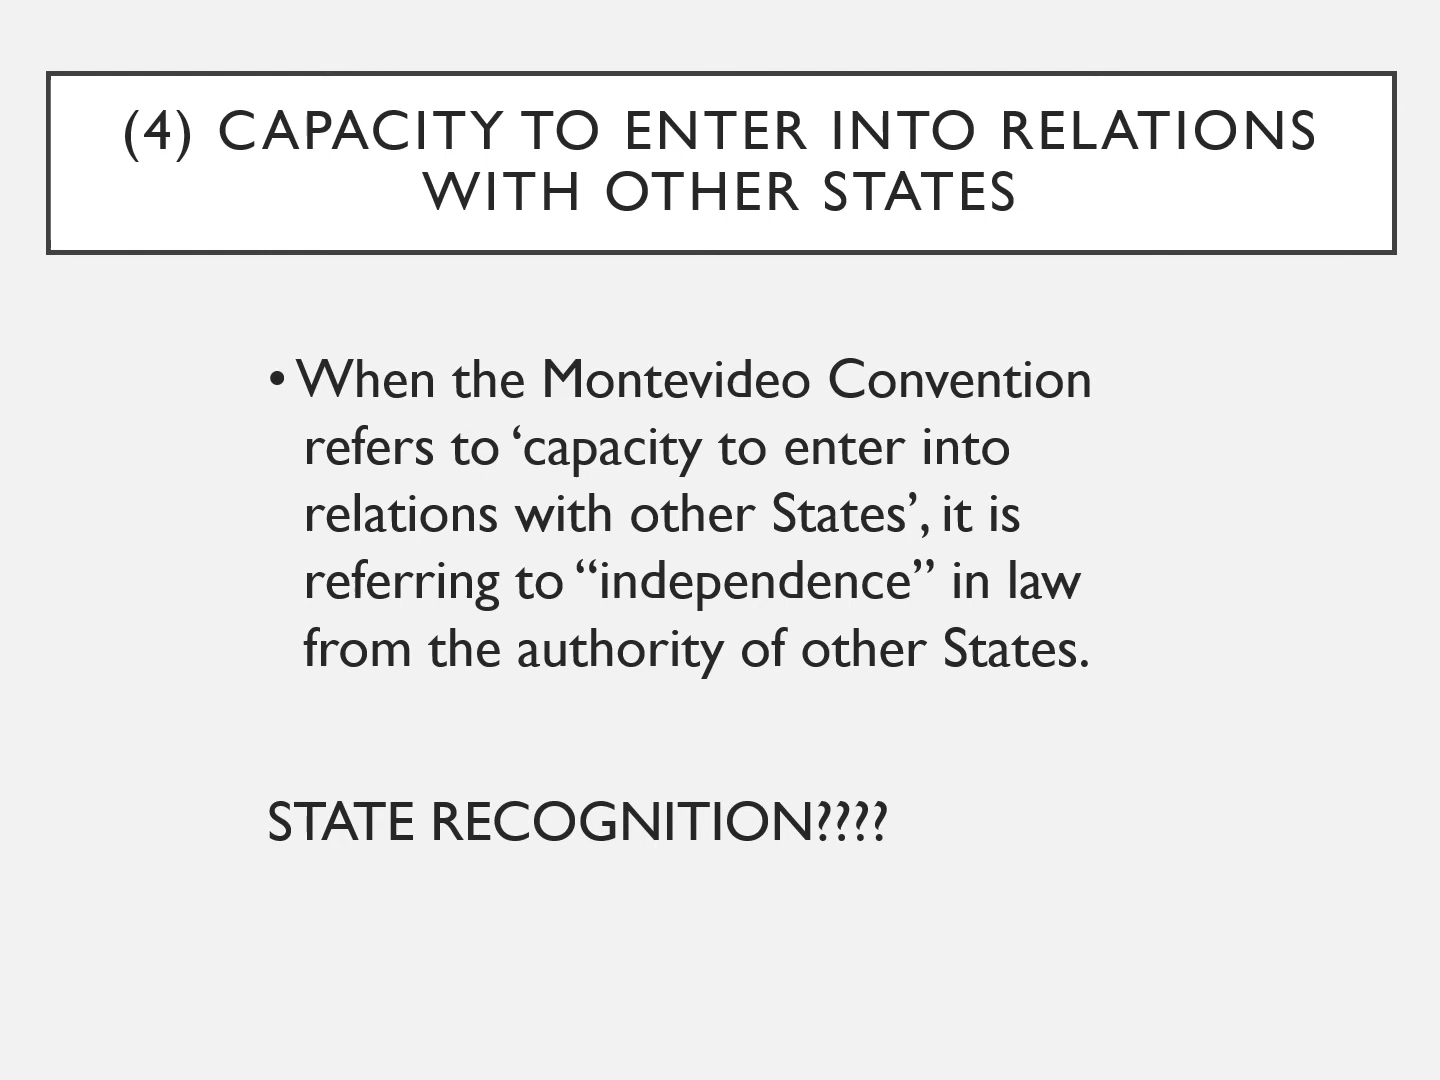 (4) CAPACITY TO ENTER INTO RELATIONS
WITH OTHER STATES
• When the Montevideo Convention
refers to ‘capacity to enter into
relations with other States’, it is
referring to “independence” in law
from the authority of other States.
STATE RECOGNITION????